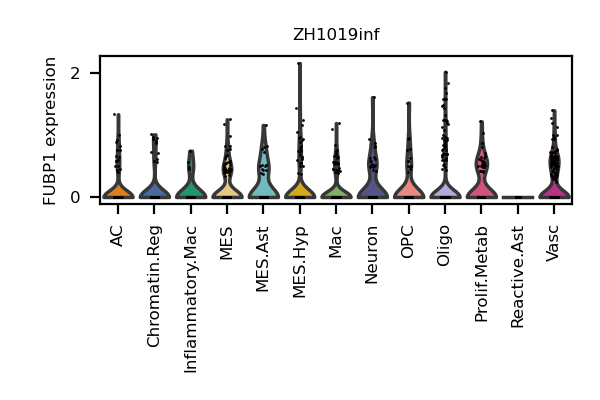 ZH1019inf
FUBP1 expression
2
0
AC
Chromatin.Reg
Inflammatory.Mac
MES
MES.Ast
MES.Hyp
Mac
Neuron
OPC
Oligo
Prolif.Metab
Reactive.Ast
Vasc